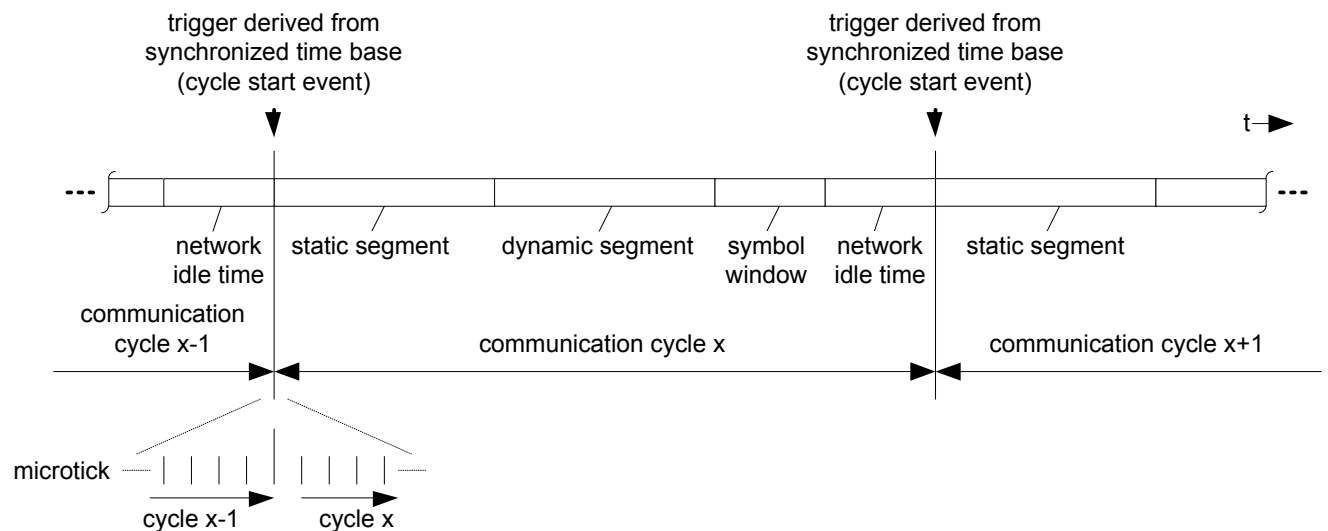 trigger derived from
synchronized time base
(cycle start event)
trigger derived from
synchronized time base
(cycle start event)
t
network
idle time
static segment
dynamic segment
symbol
window
network
idle time
static segment
communication
cycle x-1
communication cycle x
communication cycle x+1
microtick
cycle x-1
cycle x